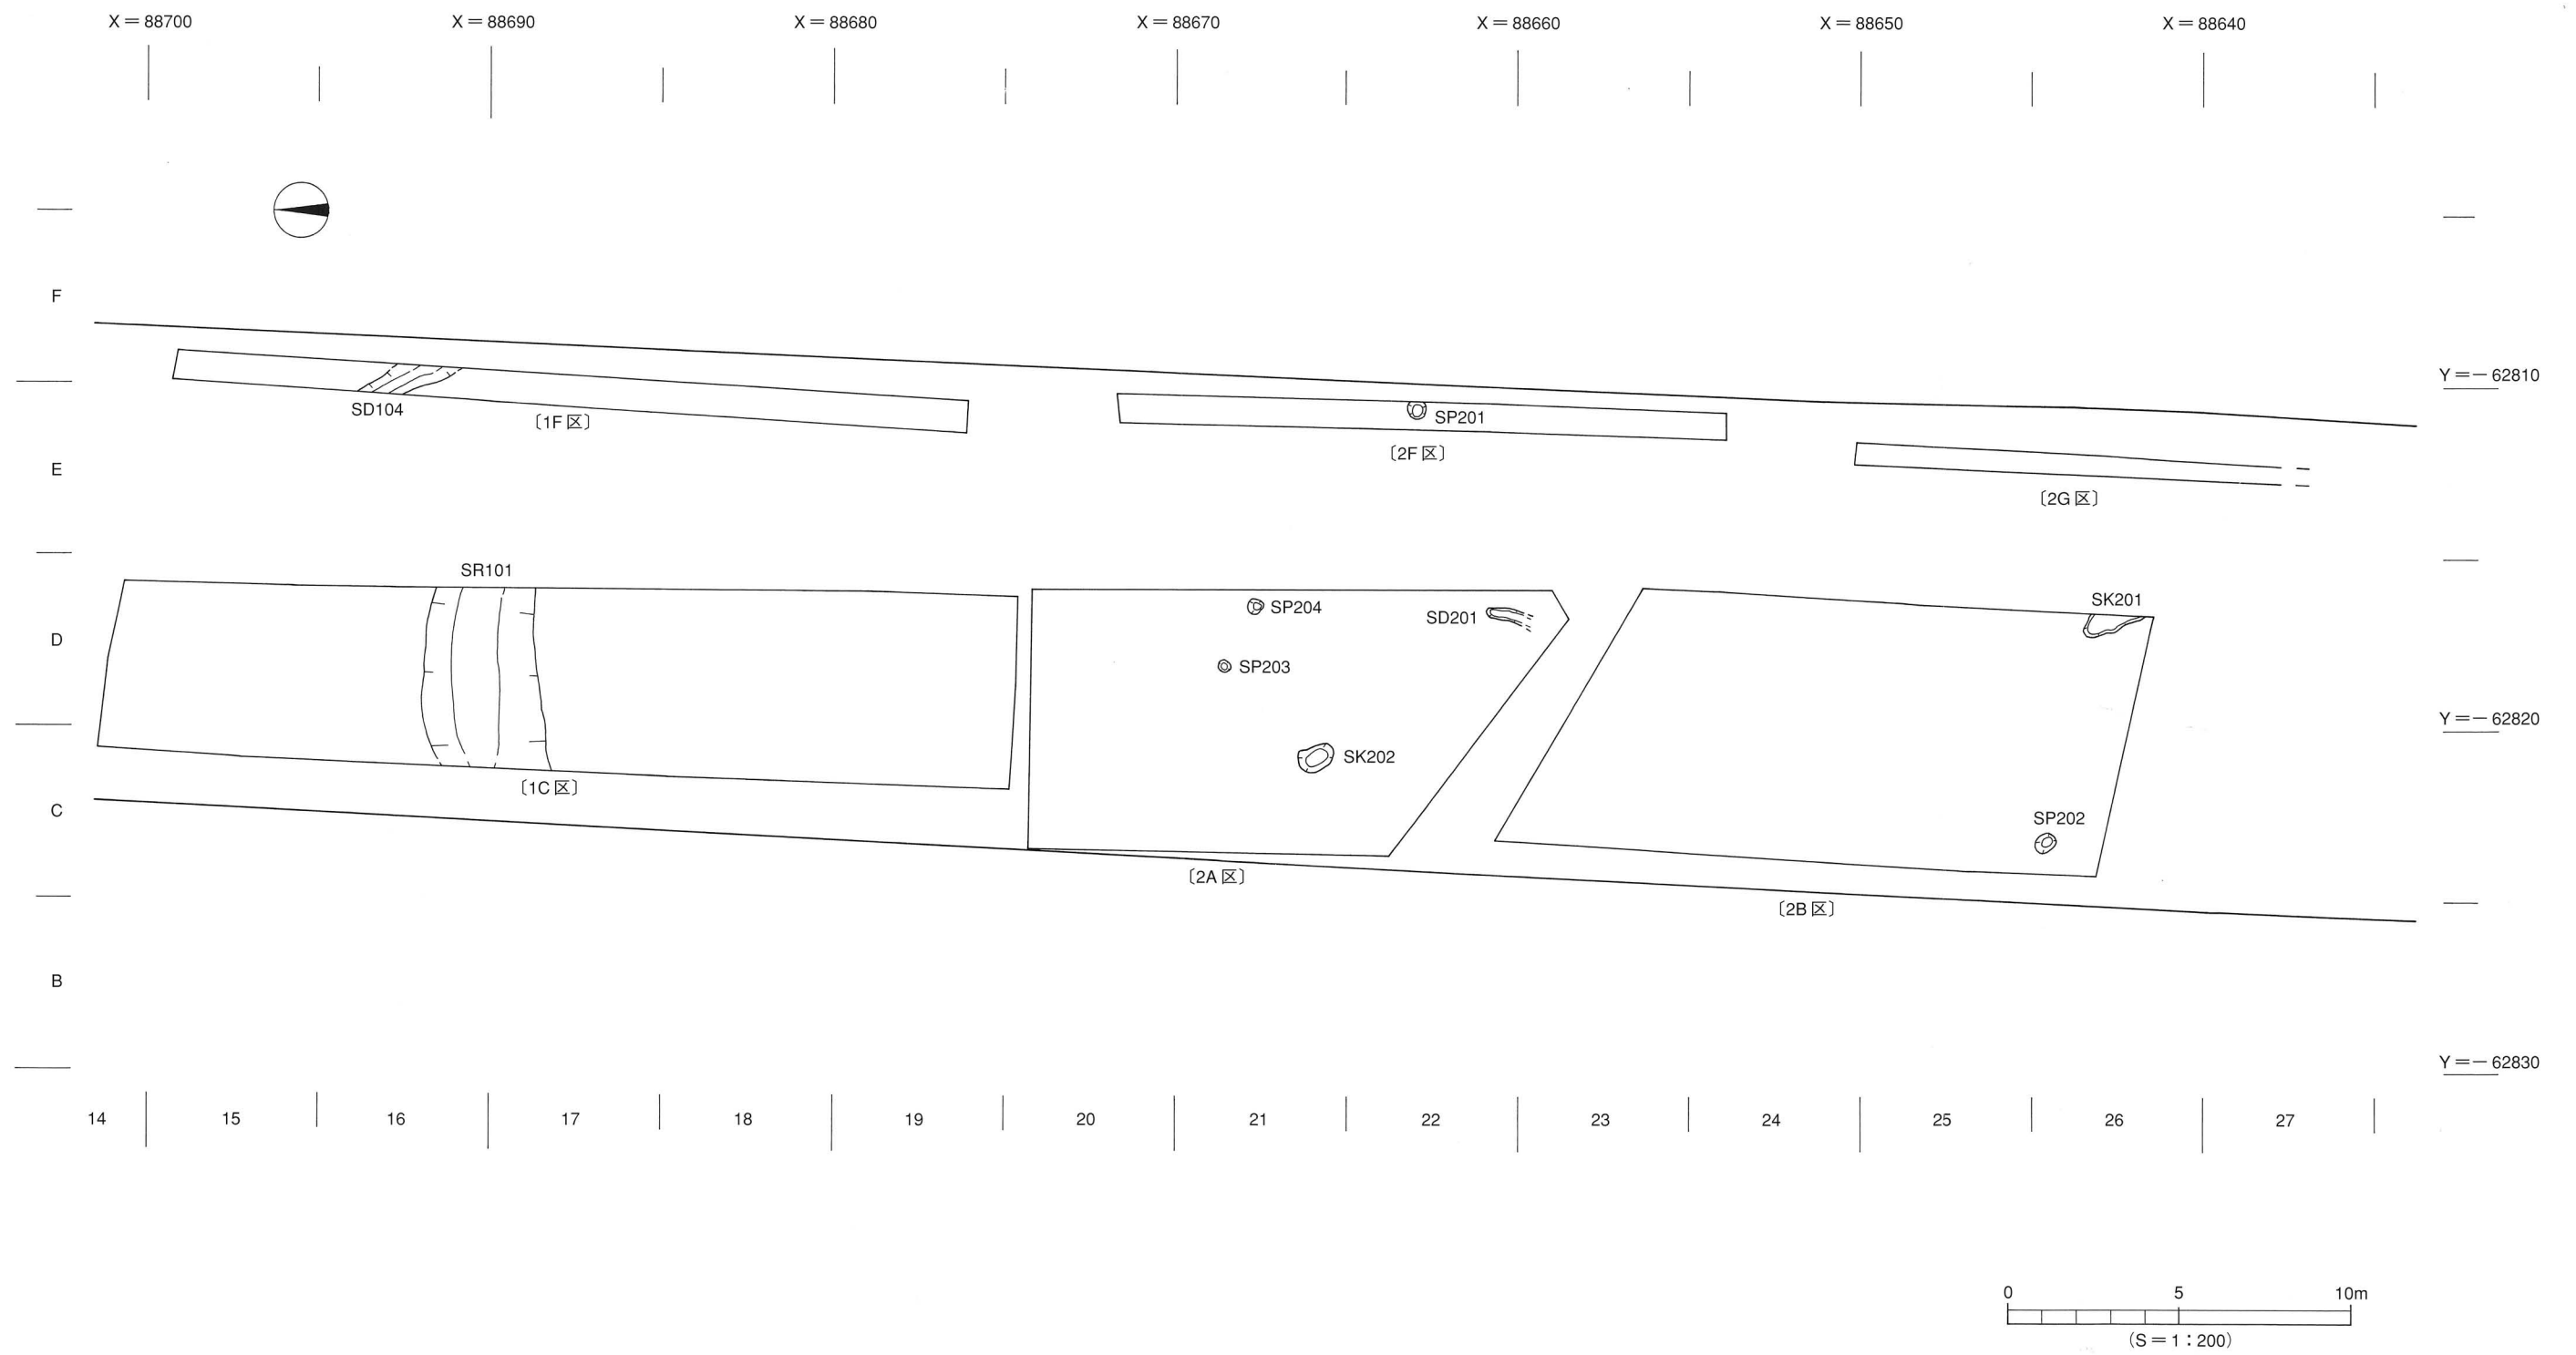 X＝88700
X＝88690
X＝88680
X＝88670
X＝88660
X＝88650
X＝88640
F
Y＝－62810
SD104
〔1F区〕
SP201
〔2F区〕
E
〔2G区〕
SR101
SK201
SP204
SD201
D
SP203
Y＝－62820
SK202
〔1C区〕
C
SP202
〔2A区〕
〔2B区〕
B
Y＝－62830
14 15 16 17 18 19 20 21 22 23 24 25 26 27
0 5 10m
(S＝1：200)